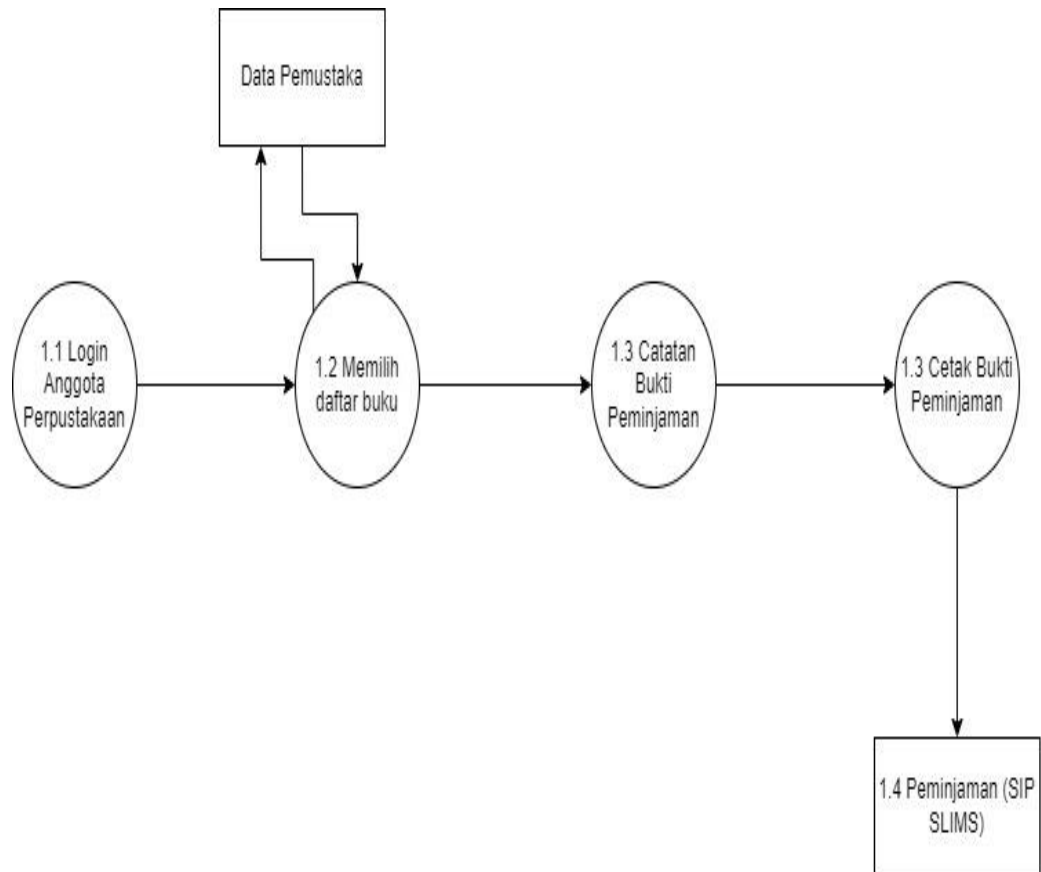 Data Pemustaka
1.1 Login
Anggota
Perpustakaan
1.2 Memilih
daftar buku
1.3 Catatan
Bukti
Peminjaman
1.3 Cetak Bukti
Peminjaman
1.4 Peminjaman (SIP
SLIMS)